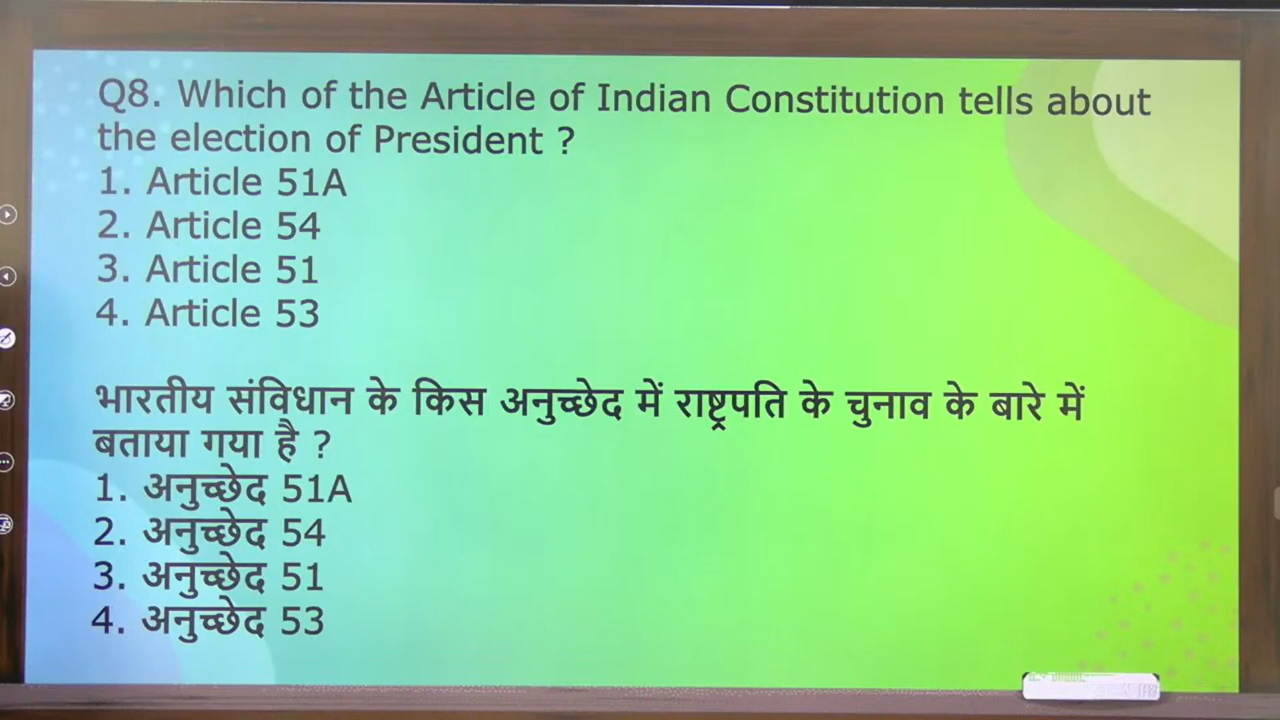 Q8. Which of the Article of Indian Constitution tells about
the election of President ?
1. Article 51A
2. Article 54
3. Article 51
4. Article 53
भारतीय संविधान के किस अनुच्छेद में राष्ट्रपति के चुनाव के बारे में
बताया गया है ?
1. अनुच्छेद 51A
2. अनुच्छेद 54
3. अनुच्छेद 51
4. अनुच्छेद 53